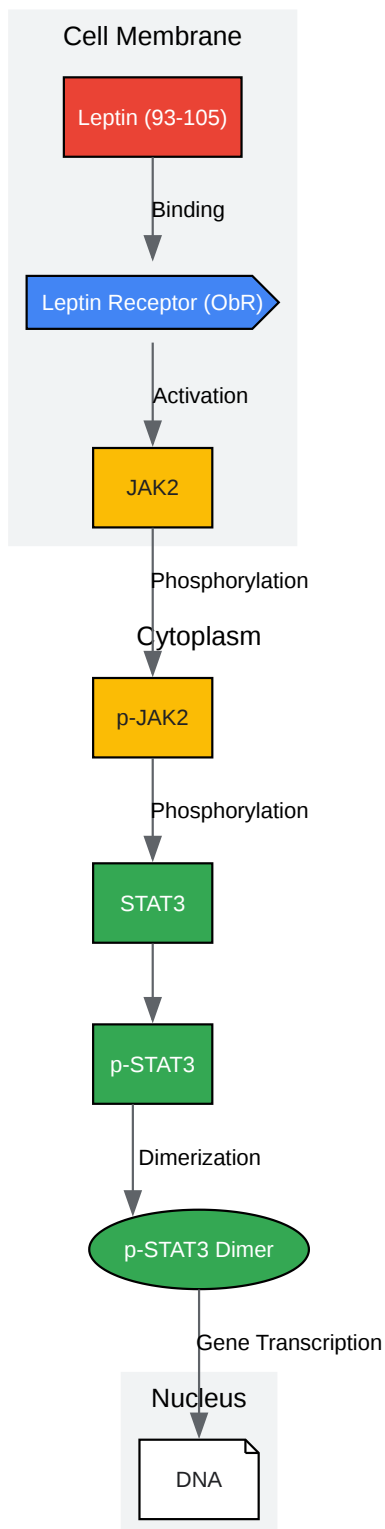 Cell Membrane
Leptin (93-105)
Binding
Leptin Receptor (ObR)
Activation
JAK2
Phosphorylation
Cytoplasm
p-JAK2
Phosphorylation
STAT3
p-STAT3
Dimerization
p-STAT3 Dimer
Gene Transcription
Nucleus
DNA